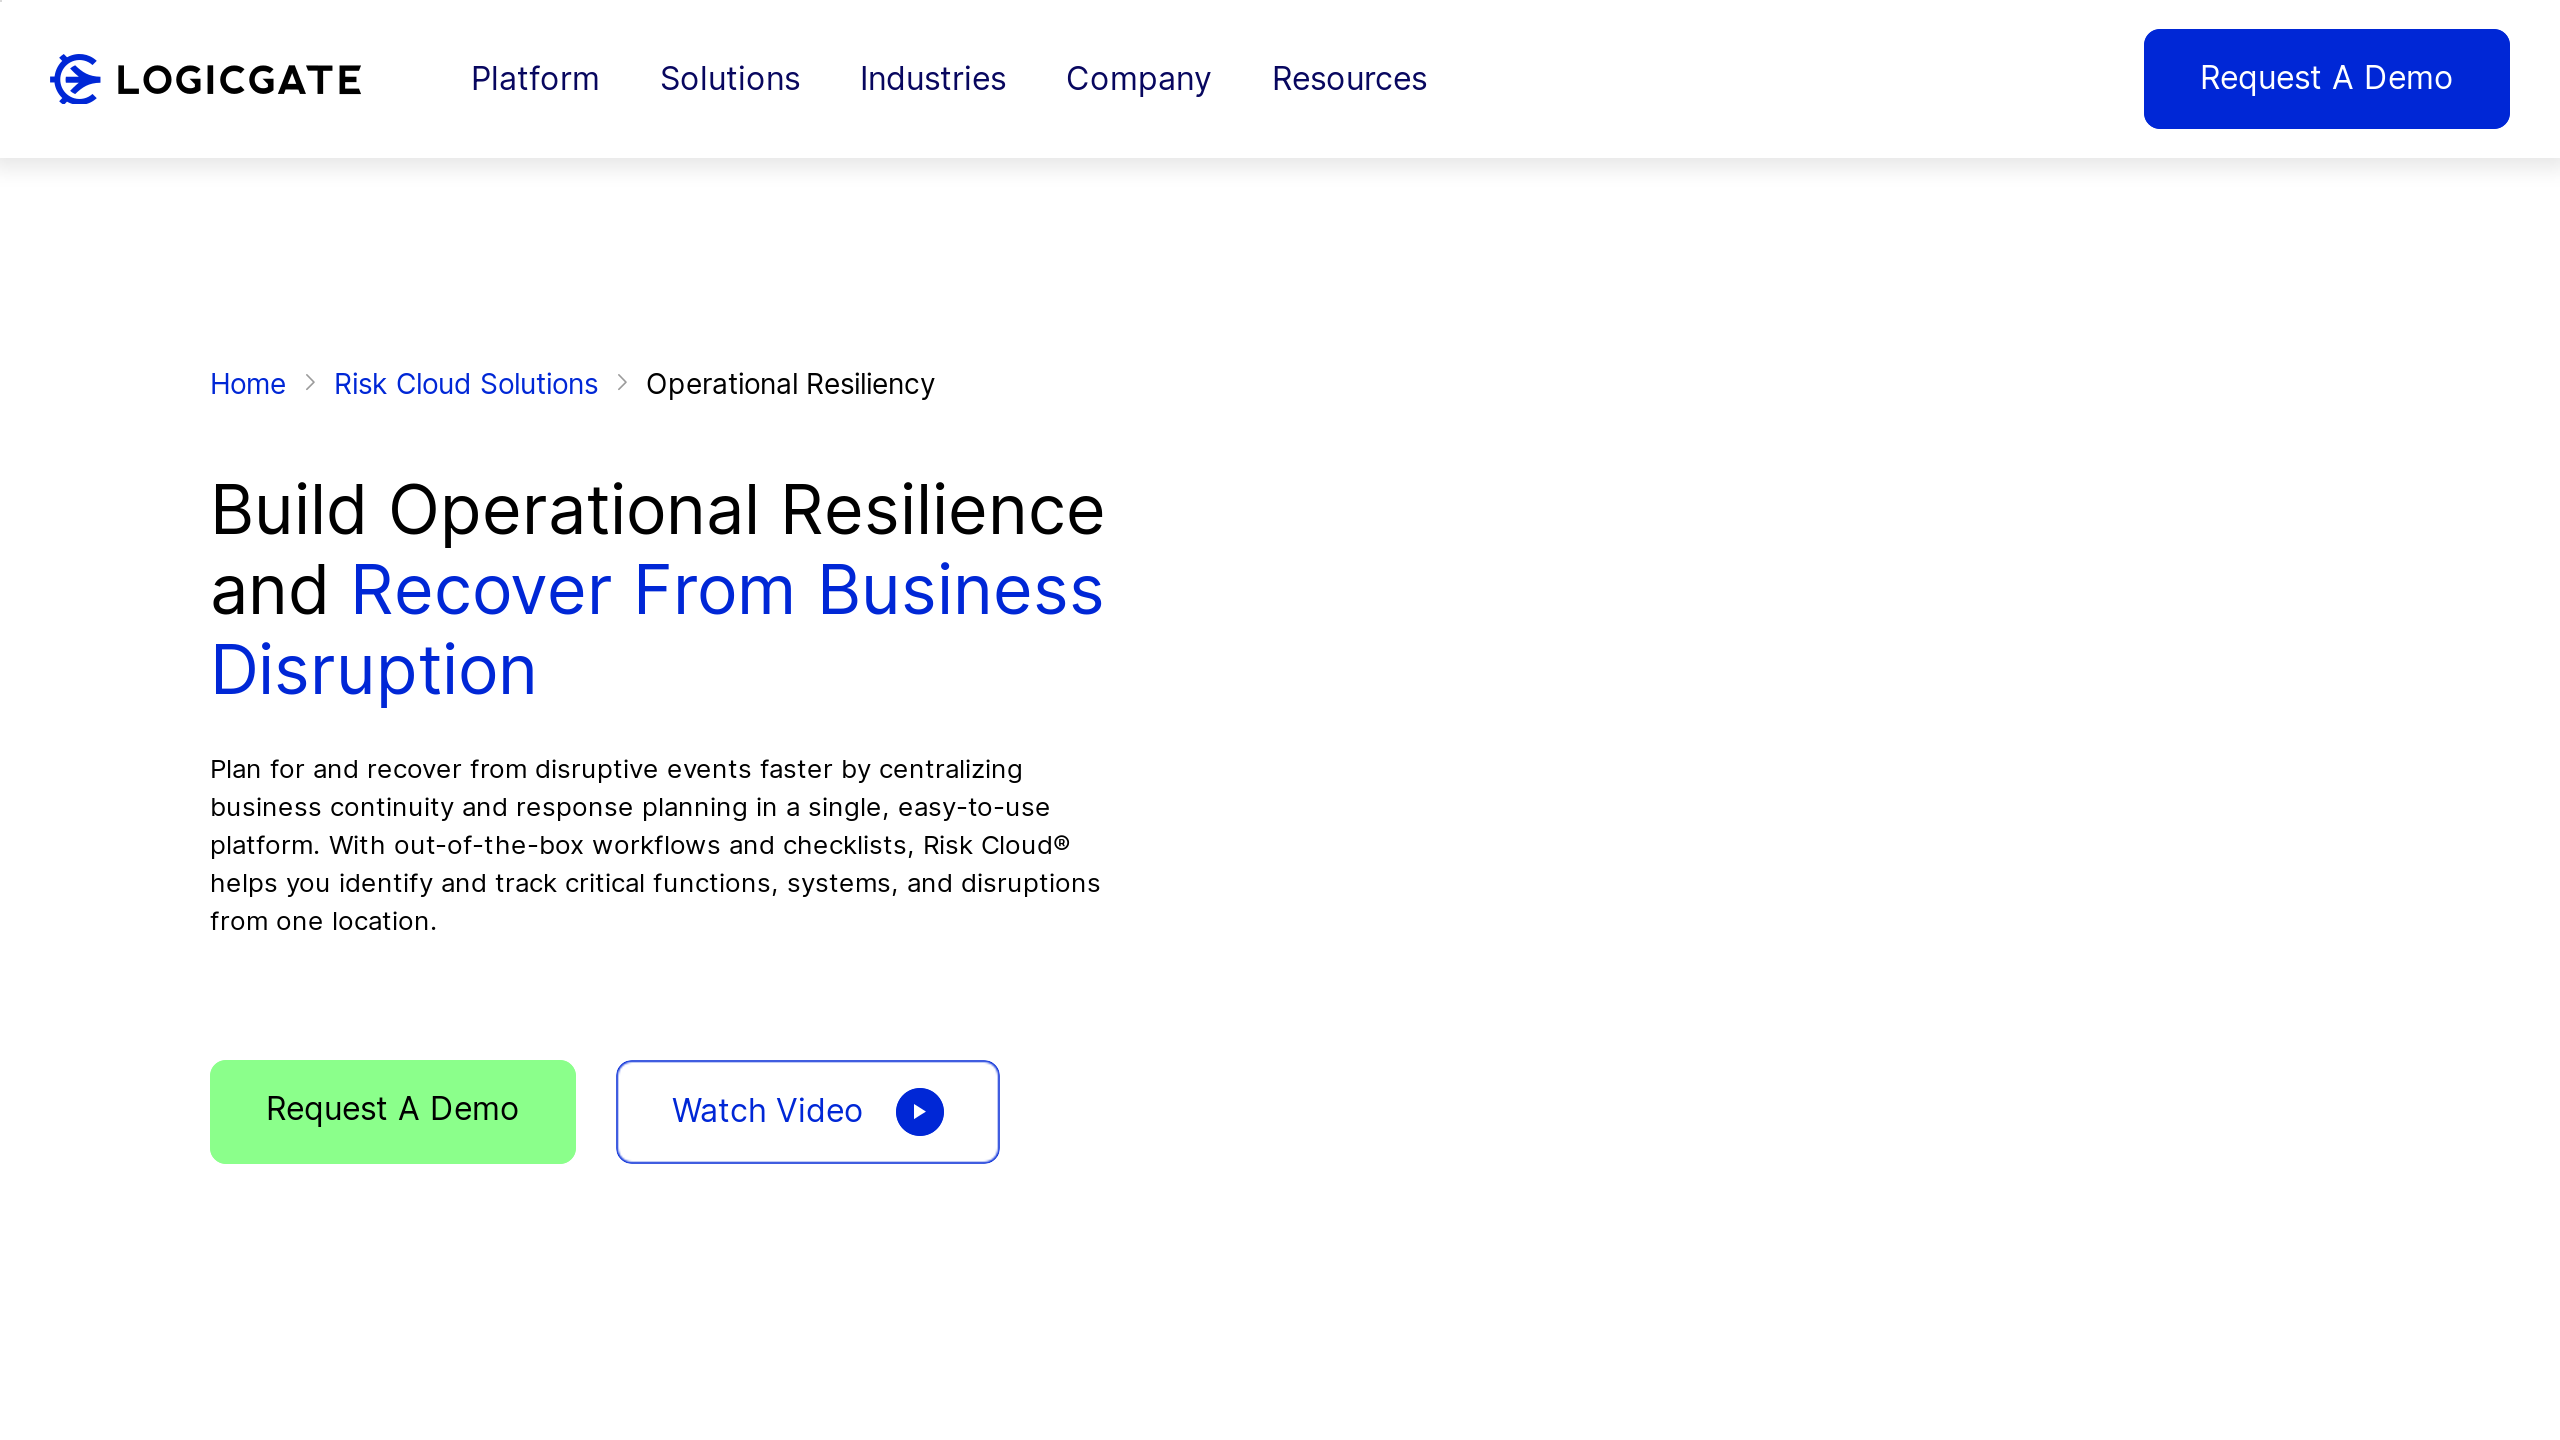 LOGICGATE
Platform
Solutions
Industries
Company
Resources
Request A Demo
Home > Risk Cloud Solutions > Operational Resiliency
Build Operational Resilience
and Recover From Business
Disruption
Plan for and recover from disruptive events faster by centralizing
business continuity and response planning in a single, easy-to-use
platform. With out-of-the-box workflows and checklists, Risk Cloud®
helps you identify and track critical functions, systems, and disruptions
from one location.
Request A Demo
Watch Video